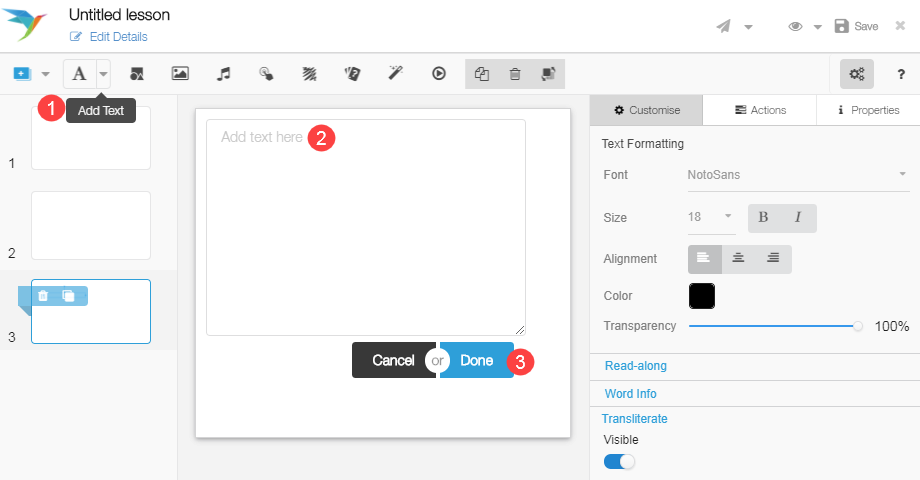 Untitled lesson
Edit Details
Save
A
?
1
Add Text
1
2
3
Add text here 2
Cancel or Done 3
Customise Actions i Properties
Text Formatting
Font NotoSans
Size 18 B I
Alignment
Color
Transparency 100%
Read-along
Word Info
Transliterate
Visible